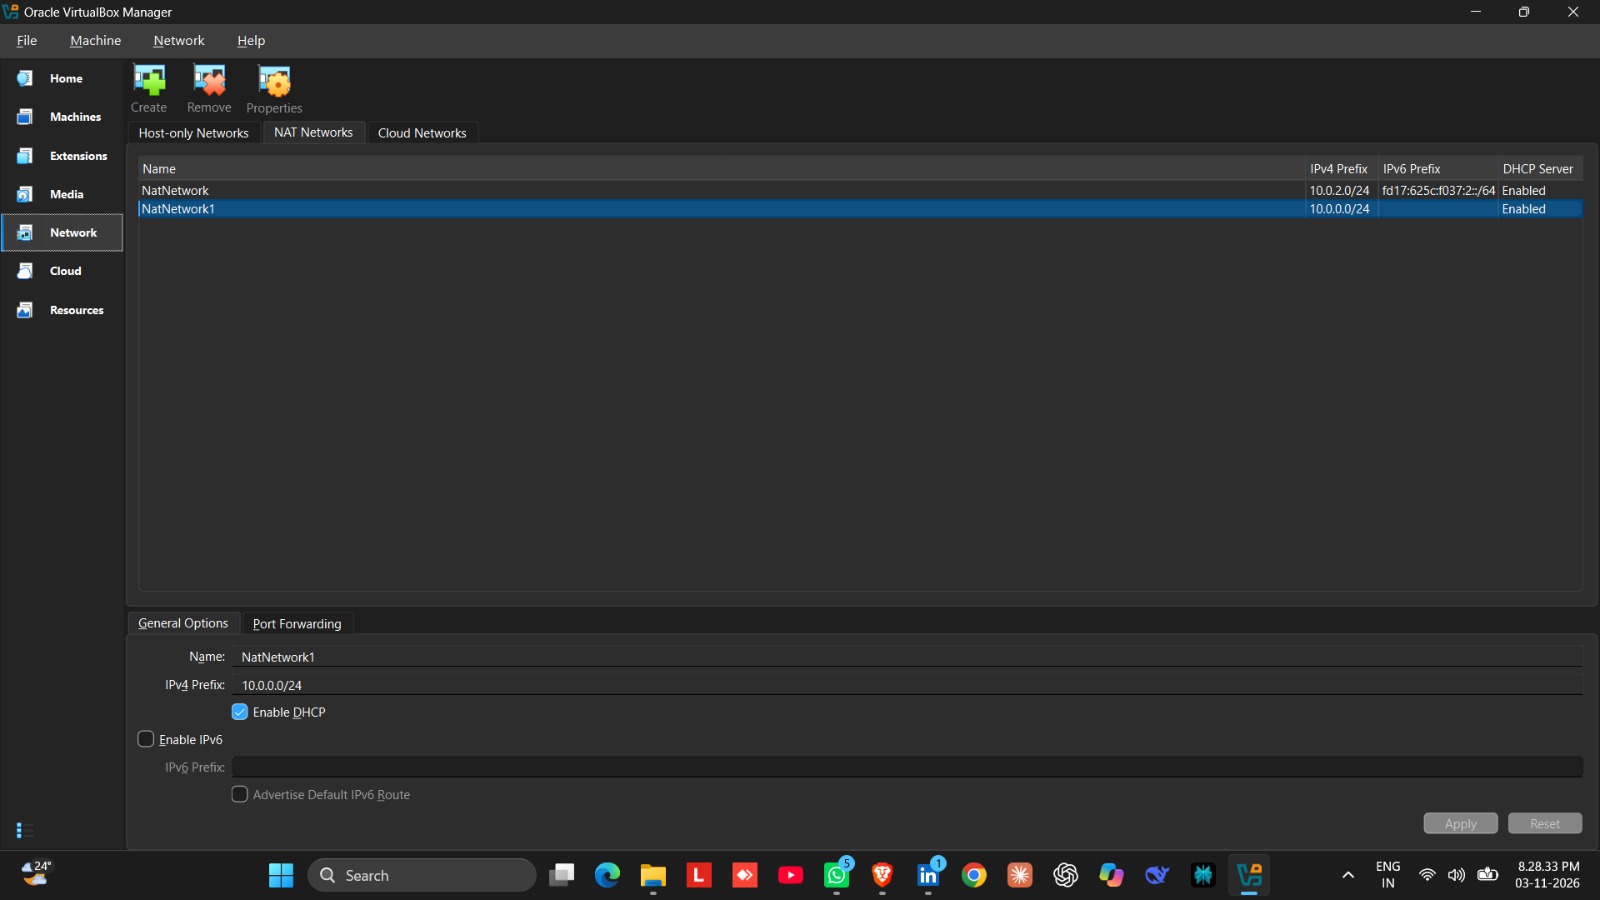 Oracle VirtualBox Manager
File Machine Network Help
Home
Machines
Extensions
Media
Network
Cloud
Resources
Create Remove Properties
Host-only Networks NAT Networks Cloud Networks
Name IPv4 Prefix IPv6 Prefix DHCP Server
NatNetwork 10.0.2.0/24 fd17:625c:f037:2::/64 Enabled
NatNetwork1 10.0.0.0/24 Enabled
General Options Port Forwarding
Name: NatNetwork1
IPv4 Prefix: 10.0.0.0/24
Enable DHCP
Enable IPv6
IPv6 Prefix:
Advertise Default IPv6 Route
Apply Reset
24°
Search
L
5
in 1
ENG
IN
8.28.33 PM
03-11-2026